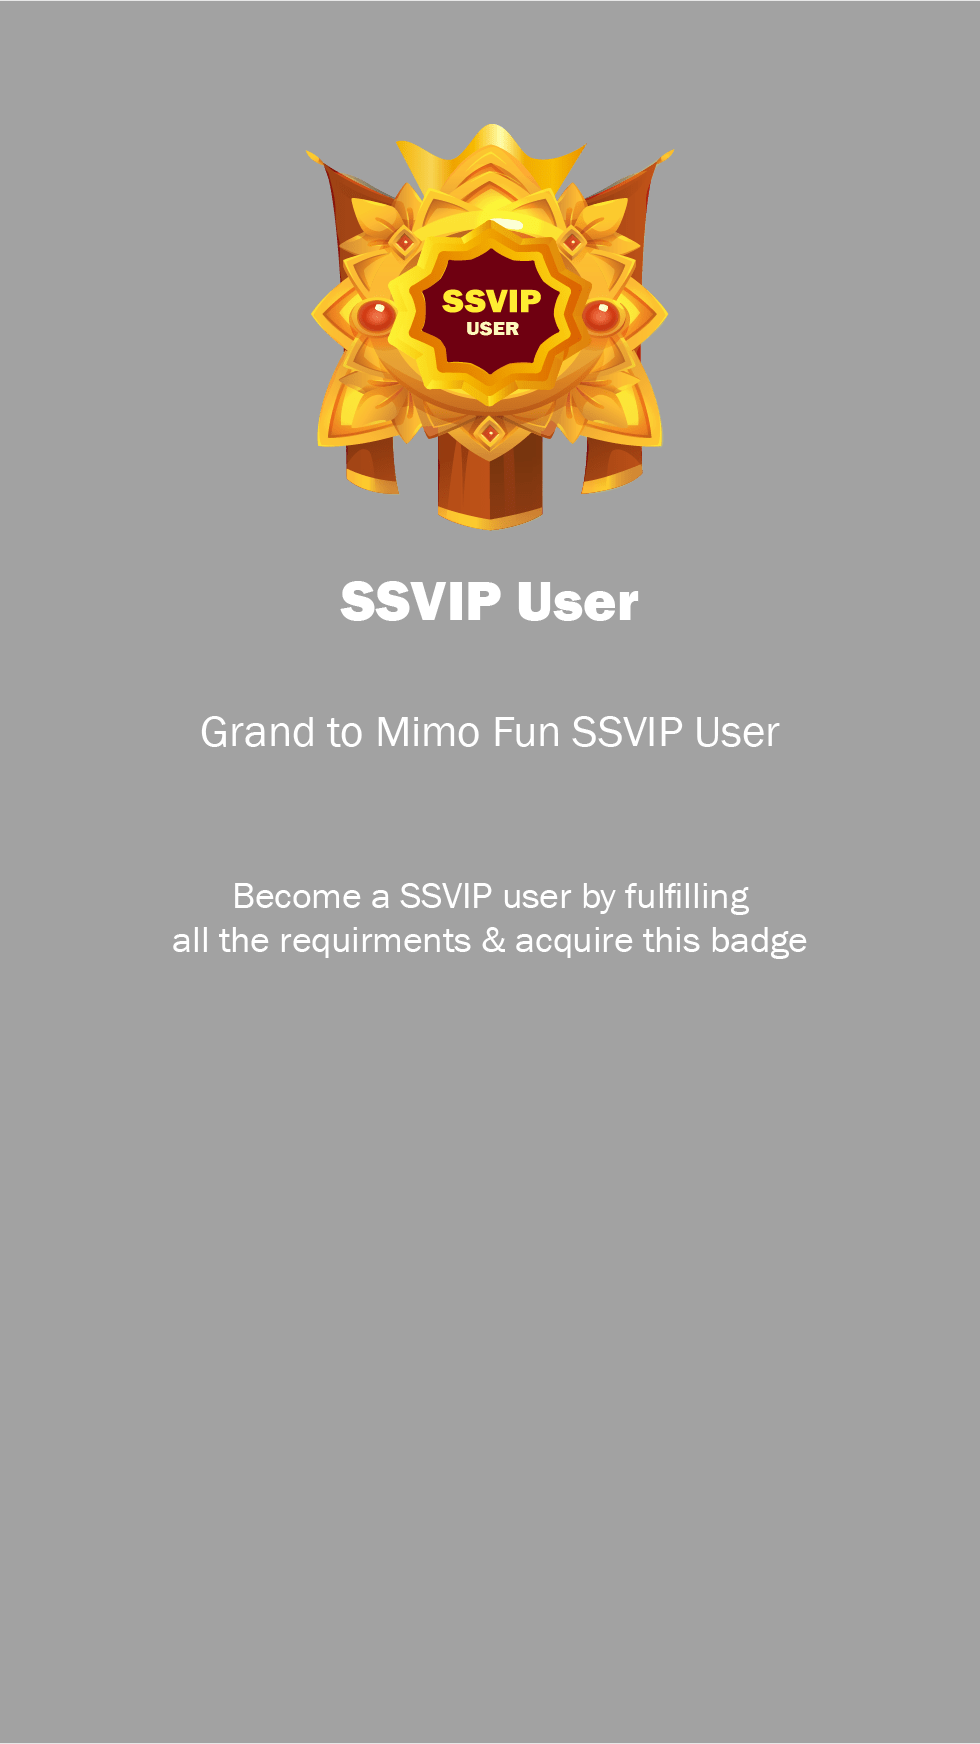 SSVIP
USER
SSVIP User
Grand to Mimo Fun SSVIP User
Become a SSVIP user by fulfilling
all the requirments & acquire this badge